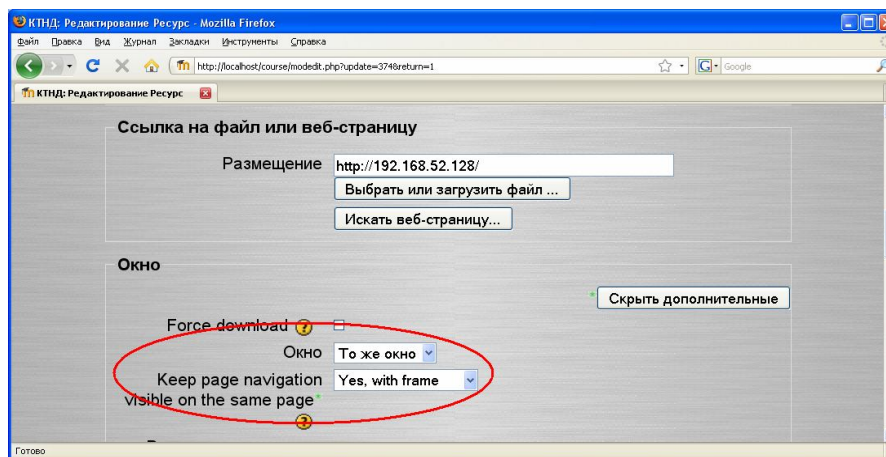 КТНД: Редактирование Ресурс - Mozilla Firefox
Файл Правка Вид Журнал Закладки Инструменты Справка
http://localhost/course/modedit.php?update=374&return=1 Google
КТНД: Редактирование Ресурс
Ссылка на файл или веб-страницу
Размещение http://192.168.52.128/
Выбрать или загрузить файл ...
Искать веб-страницу...
Окно
* Скрыть дополнительные
Force download ?
Окно То же окно
Keep page navigation Yes, with frame
visible on the same page*
?
Готово